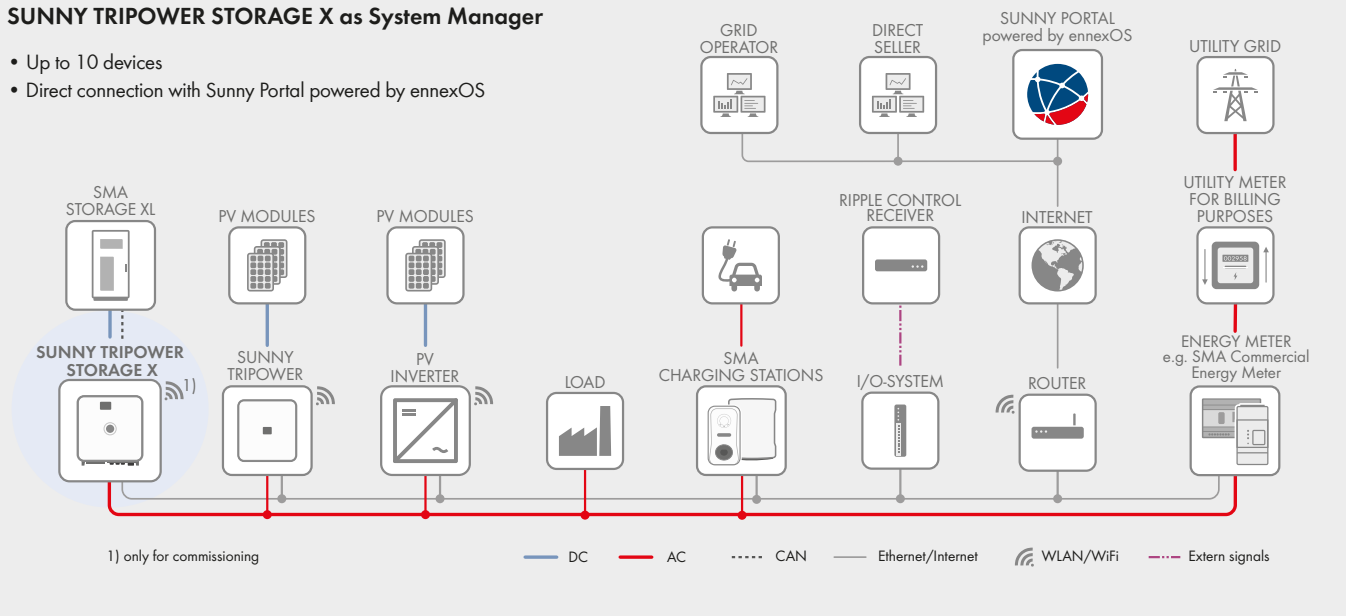 SUNNY TRIPOWER STORAGE X as System Manager
• Up to 10 devices
• Direct connection with Sunny Portal powered by ennexOS
GRID
OPERATOR
DIRECT
SELLER
SUNNY PORTAL
powered by ennexOS
UTILITY GRID
SMA
STORAGE XL
PV MODULES
PV MODULES
RIPPLE CONTROL
RECEIVER
INTERNET
UTILITY METER
FOR BILLING
PURPOSES
SUNNY TRIPOWER
STORAGE X
1)
SUNNY
TRIPOWER
PV
INVERTER
LOAD
SMA
CHARGING STATIONS
I/O-SYSTEM
ROUTER
ENERGY METER
e.g. SMA Commercial
Energy Meter
1) only for commissioning
DC
AC
CAN
Ethernet/Internet
WLAN/WiFi
Extern signals